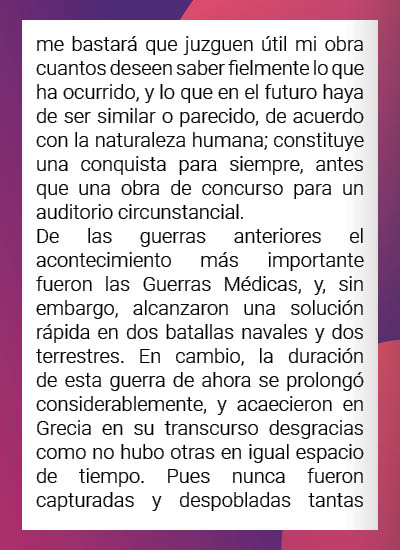 me bastará que juzguen útil mi obra
cuantos deseen saber fielmente lo que
ha ocurrido, y lo que en el futuro haya
de ser similar o parecido, de acuerdo
con la naturaleza humana; constituye
una conquista para siempre, antes
que una obra de concurso para un
auditorio circunstancial.
De las guerras anteriores el
acontecimiento más importante
fueron las Guerras Médicas, y, sin
embargo, alcanzaron una solución
rápida en dos batallas navales y dos
terrestres. En cambio, la duración
de esta guerra de ahora se prolongó
considerablemente, y acaecieron en
Grecia en su transcurso desgracias
como no hubo otras en igual espacio
de tiempo. Pues nunca fueron
capturadas y despobladas tantas